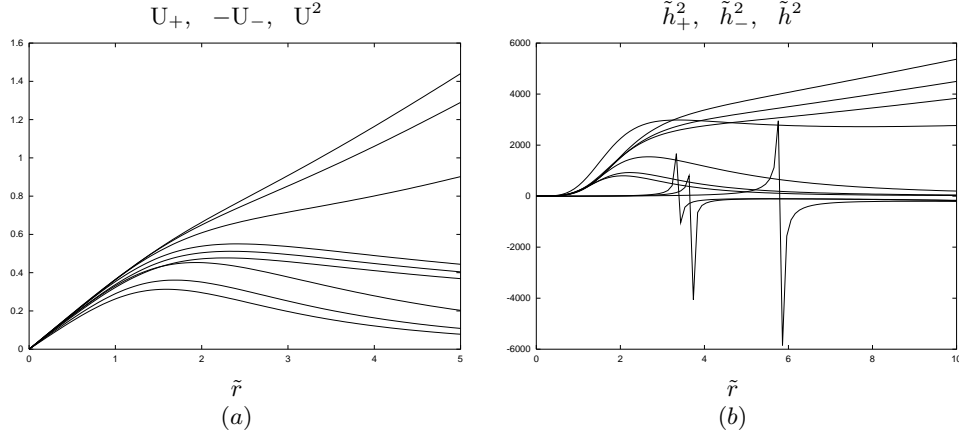 U₊, −U₋, U²
h̃²₊, h̃²₋, h̃²
1.6
1.4
1.2
1
0.8
0.6
0.4
0.2
0
0 1 2 3 4 5
6000
4000
2000
0
-2000
-4000
-6000
0 2 4 6 8 10
r̃
r̃
(a)
(b)